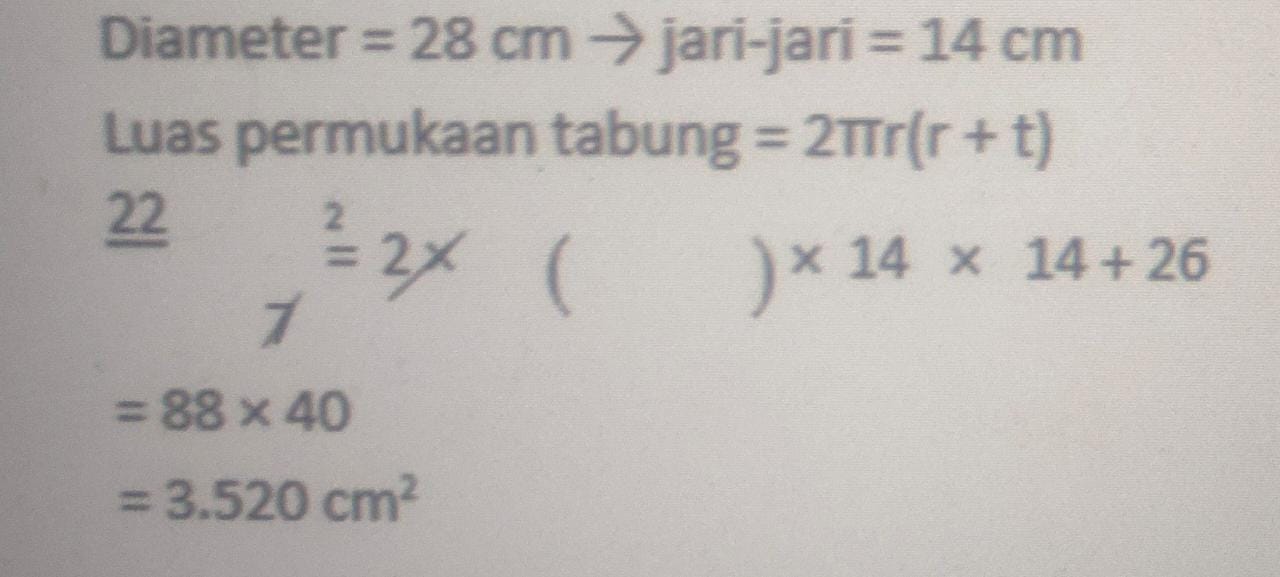 Diameter = 28 cm → jari-jari = 14 cm
Luas permukaan tabung = 2πr(r + t)
22 2
= 2× ( ) × 14 × 14 + 26
7
= 88 × 40
= 3.520 cm²